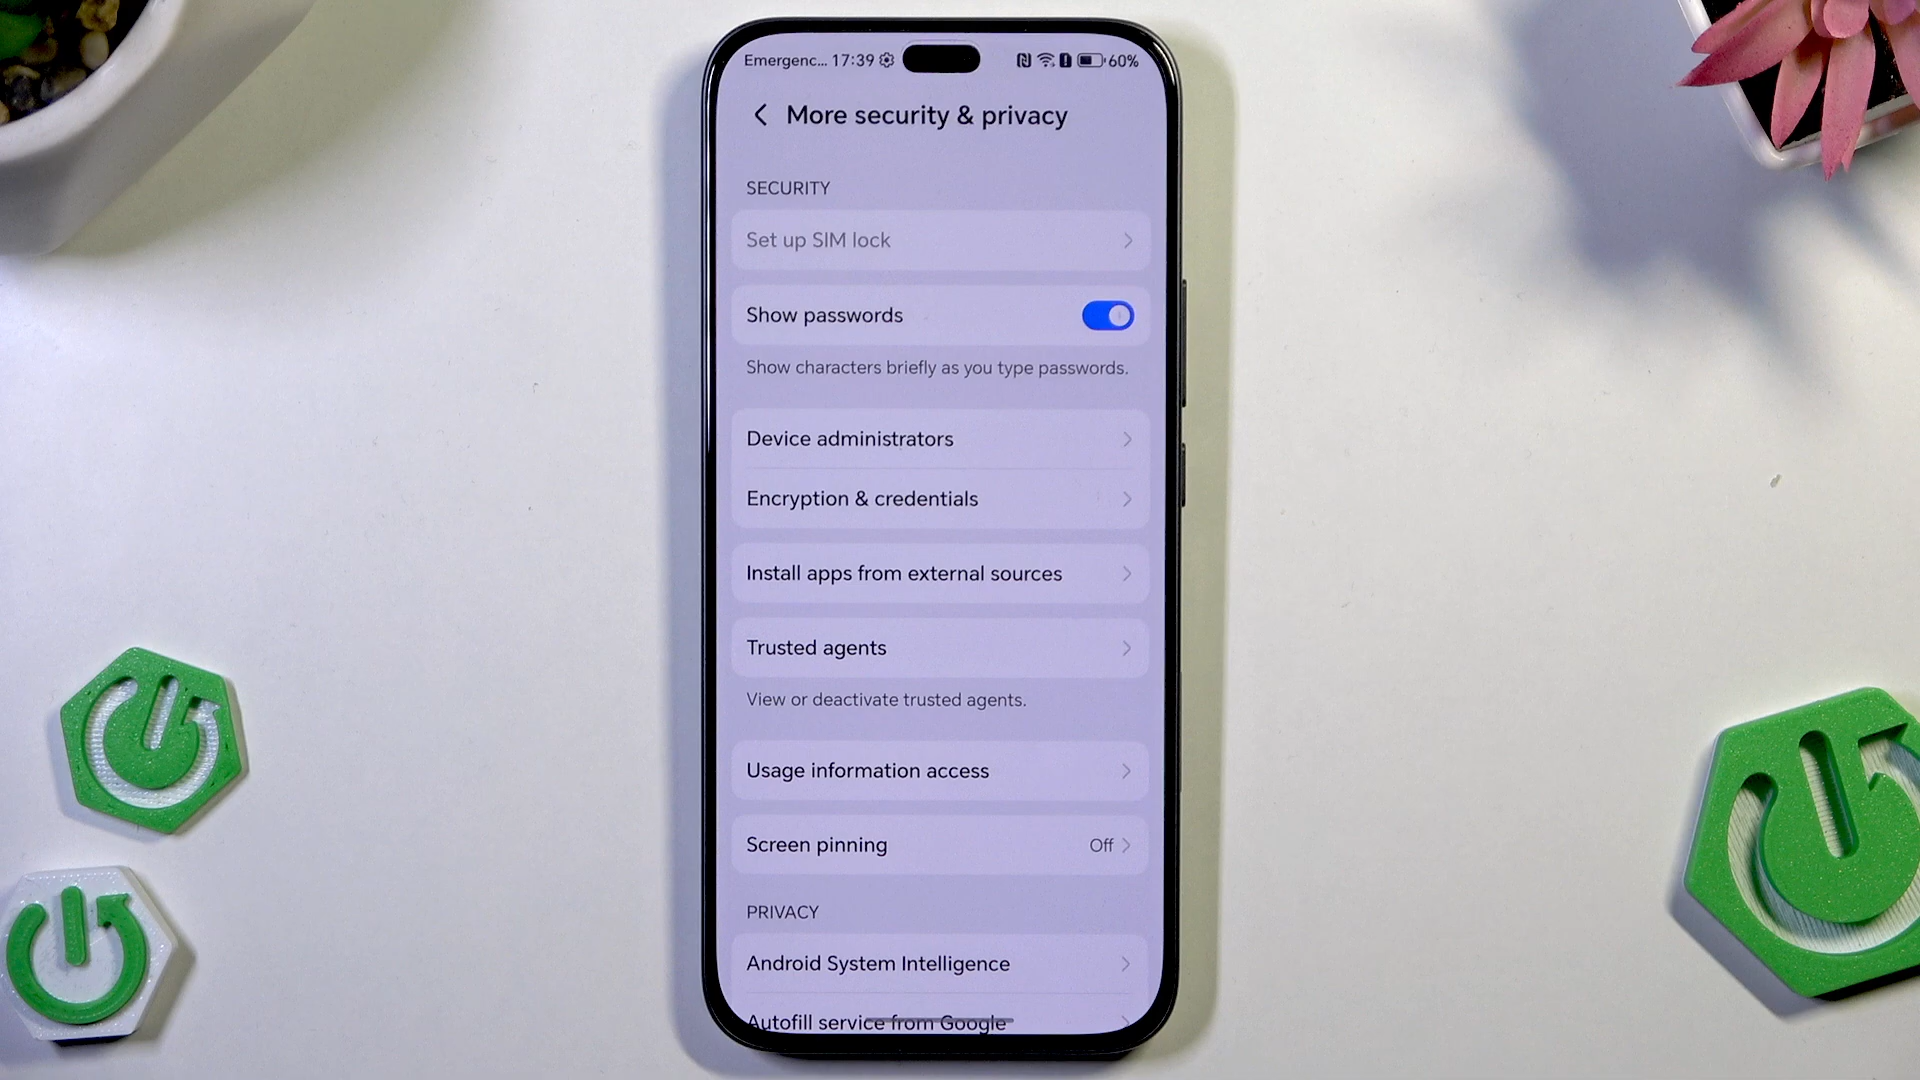 Emergenc... 17:39 60%
More security & privacy
SECURITY
Set up SIM lock
Show passwords
Show characters briefly as you type passwords.
Device administrators
Encryption & credentials
Install apps from external sources
Trusted agents
View or deactivate trusted agents.
Usage information access
Screen pinning Off
PRIVACY
Android System Intelligence
Autofill service from Google